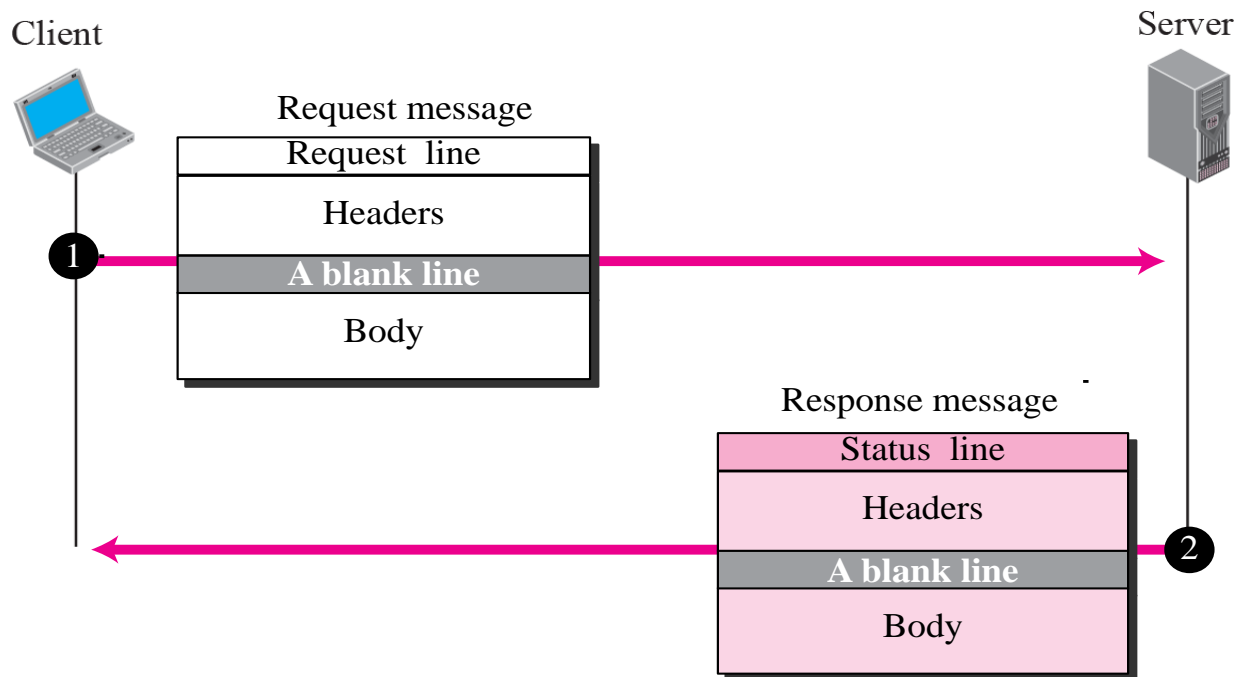 Client
Server
Request message
Request line
Headers
1
A blank line
Body
Response message
Status line
Headers
2
A blank line
Body